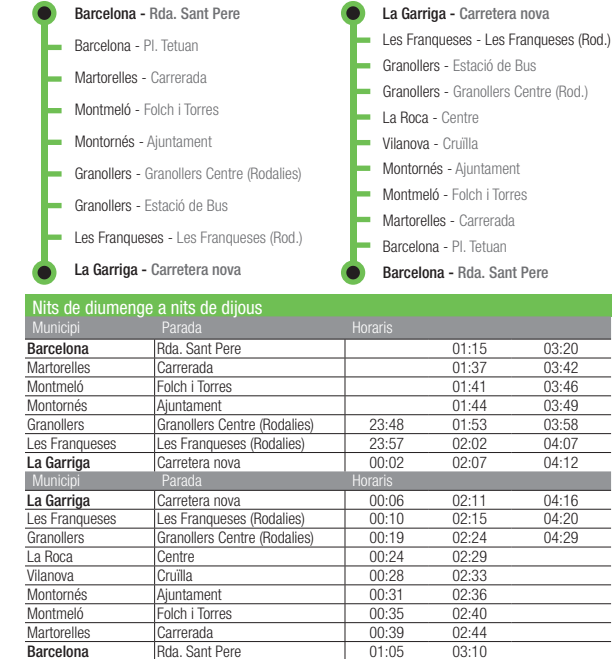 Barcelona - Rda. Sant Pere
Barcelona - Pl. Tetuan
Martorelles - Carrerada
Montmeló - Folch i Torres
Montornés - Ajuntament
Granollers - Granollers Centre (Rodalies)
Granollers - Estació de Bus
Les Franqueses - Les Franqueses (Rod.)
La Garriga - Carretera nova
La Garriga - Carretera nova
Les Franqueses - Les Franqueses (Rod.)
Granollers - Estació de Bus
Granollers - Granollers Centre (Rod.)
La Roca - Centre
Vilanova - Cruïlla
Montornés - Ajuntament
Montmeló - Folch i Torres
Martorelles - Carrerada
Barcelona - Pl. Tetuan
Barcelona - Rda. Sant Pere
Nits de diumenge a nits de dijous
Municipi Parada Horaris
Barcelona Rda. Sant Pere 01:15 03:20
Martorelles Carrerada 01:37 03:42
Montmeló Folch i Torres 01:41 03:46
Montornés Ajuntament 01:44 03:49
Granollers Granollers Centre (Rodalies) 23:48 01:53 03:58
Les Franqueses Les Franqueses (Rodalies) 23:57 02:02 04:07
La Garriga Carretera nova 00:02 02:07 04:12
Municipi Parada Horaris
La Garriga Carretera nova 00:06 02:11 04:16
Les Franqueses Les Franqueses (Rodalies) 00:10 02:15 04:20
Granollers Granollers Centre (Rodalies) 00:19 02:24 04:29
La Roca Centre 00:24 02:29
Vilanova Cruïlla 00:28 02:33
Montornés Ajuntament 00:31 02:36
Montmeló Folch i Torres 00:35 02:40
Martorelles Carrerada 00:39 02:44
Barcelona Rda. Sant Pere 01:05 03:10